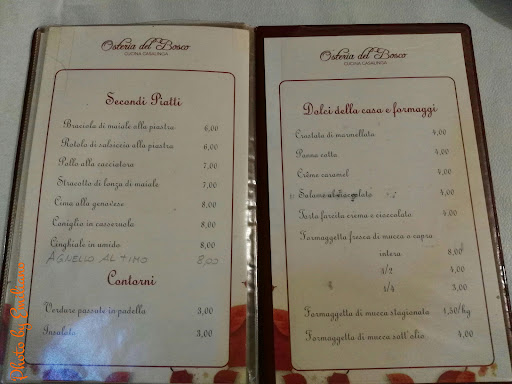 Osteria del Bosco
CUCINA CASALINGA
Secondi Piatti
Braciola di maiale alla piastra 6,00
Rotolo di salsiccia alla piastra 6,00
Pollo alla cacciatora 7,00
Stracotto di lonza di maiale 7,00
Cima alla genovese 8,00
Coniglio in casseruola 8,00
Cinghiale in umido 8,00
AGNELLO AL TIMO 8,00
Contorni
Verdure passate in padella 3,00
Insalata 3,00
Osteria del Bosco
CUCINA CASALINGA
Dolci della casa e formaggi
Crostata di marmellata 4,00
Panna cotta 4,00
Crême caramel 4,00
Salame al cioccolato 4,00
Torta farcita crema e cioccolato 4,00
Formaggetta fresca di mucca o capra
intera 8,00
1/2 4,00
1/4 3,00
Formaggetta di mucca stagionata 1,50/hg
Formaggetta di mucca sott'olio 4,00